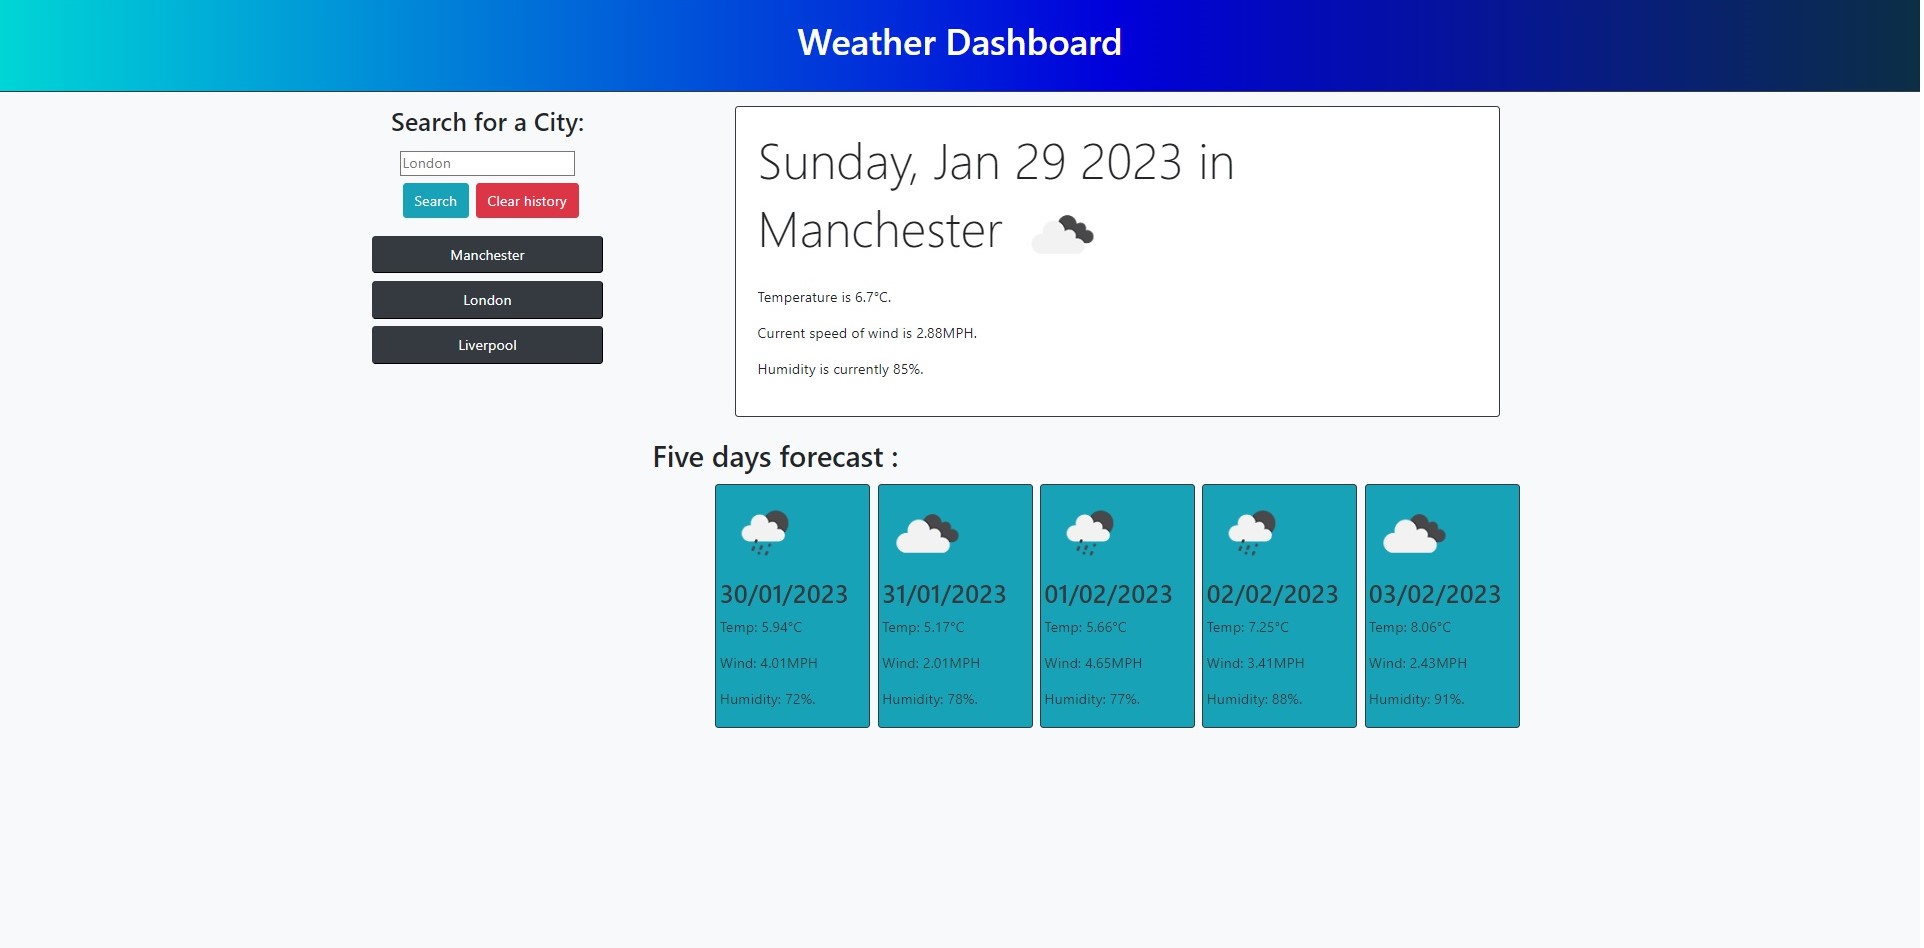 Weather Dashboard
Search for a City:
London
Search Clear history
Manchester
London
Liverpool
Sunday, Jan 29 2023 in
Manchester
Temperature is 6.7°C.
Current speed of wind is 2.88MPH.
Humidity is currently 85%.
Five days forecast :
30/01/2023
Temp: 5.94°C
Wind: 4.01MPH
Humidity: 72%.
31/01/2023
Temp: 5.17°C
Wind: 2.01MPH
Humidity: 78%.
01/02/2023
Temp: 5.66°C
Wind: 4.65MPH
Humidity: 77%.
02/02/2023
Temp: 7.25°C
Wind: 3.41MPH
Humidity: 88%.
03/02/2023
Temp: 8.06°C
Wind: 2.43MPH
Humidity: 91%.